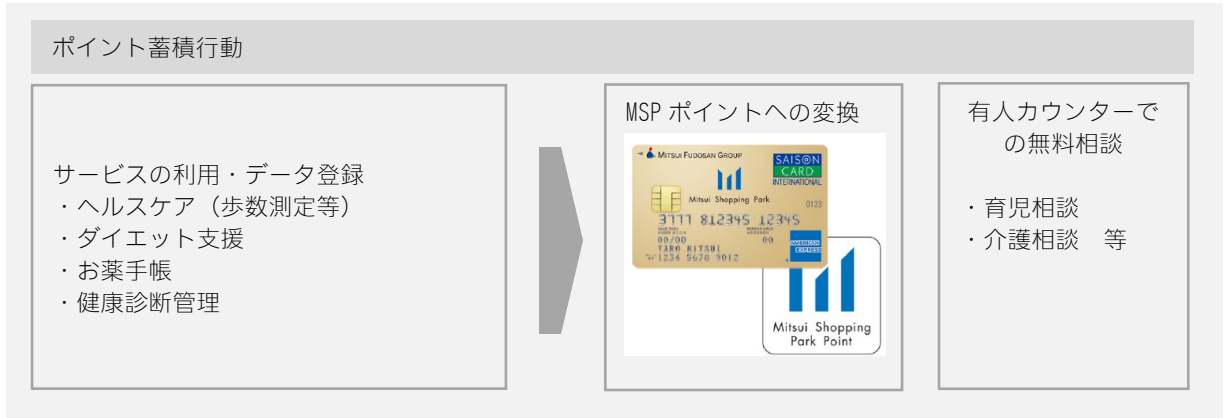 ポイント蓄積行動
サービスの利用・データ登録
・ヘルスケア（歩数測定等）
・ダイエット支援
・お薬手帳
・健康診断管理
MSP ポイントへの変換
MITSUI FUDOSAN GROUP
SAISON
CARD
INTERNATIONAL
Mitsui Shopping Park
0123
3777 812345 12345
00/00 00
TARO MITSUI
1234 5678 9012
AMERICAN
EXPRESS
Mitsui Shopping
Park Point
有人カウンターで
の無料相談
・育児相談
・介護相談　等